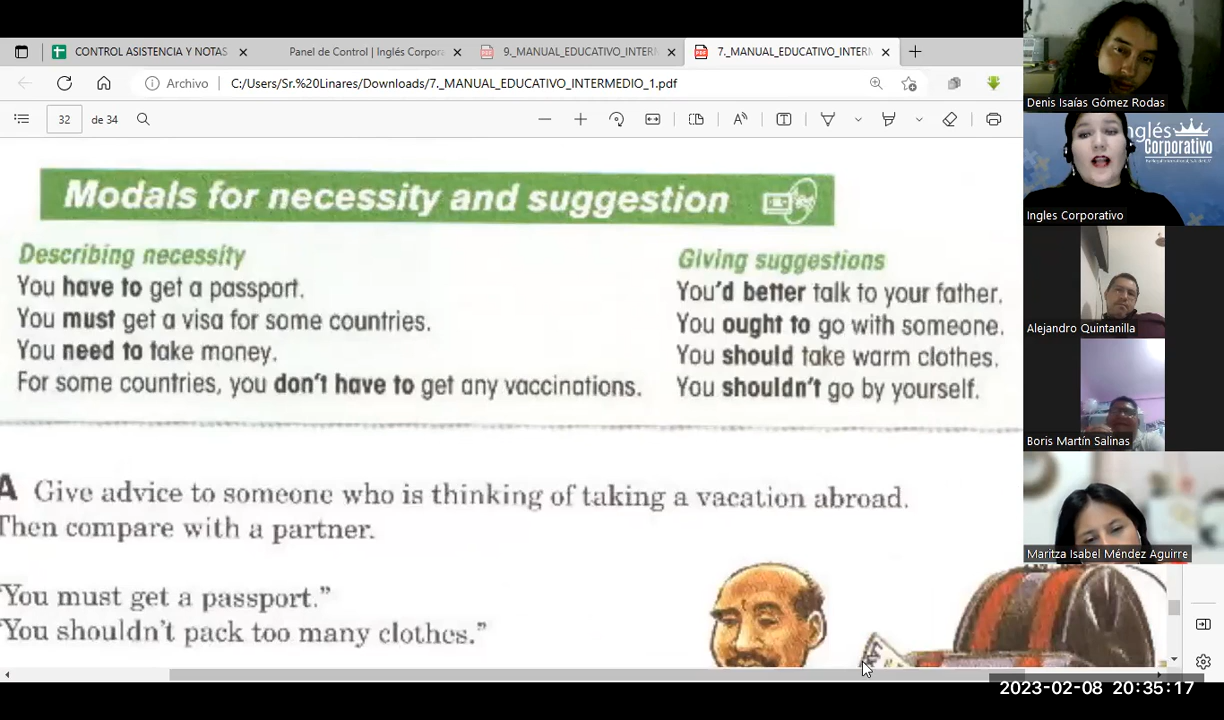 CONTROL ASISTENCIA Y NOTAS
Panel de Control | Inglés Corpora
9._MANUAL_EDUCATIVO_INTERM
7._MANUAL_EDUCATIVO_INTERM
Archivo
C:/Users/Sr.%20Linares/Downloads/7._MANUAL_EDUCATIVO_INTERMEDIO_1.pdf
32 de 34
Modals for necessity and suggestion
Describing necessity
You have to get a passport.
You must get a visa for some countries.
You need to take money.
For some countries, you don't have to get any vaccinations.
Giving suggestions
You'd better talk to your father.
You ought to go with someone.
You should take warm clothes.
You shouldn't go by yourself.
A Give advice to someone who is thinking of taking a vacation abroad.
Then compare with a partner.
"You must get a passport."
"You shouldn't pack too many clothes."
Denis Isaías Gómez Rodas
Inglés
Corporativo
Ingles Corporativo
Alejandro Quintanilla
Boris Martín Salinas
Maritza Isabel Méndez Aguirre
2023-02-08 20:35:17